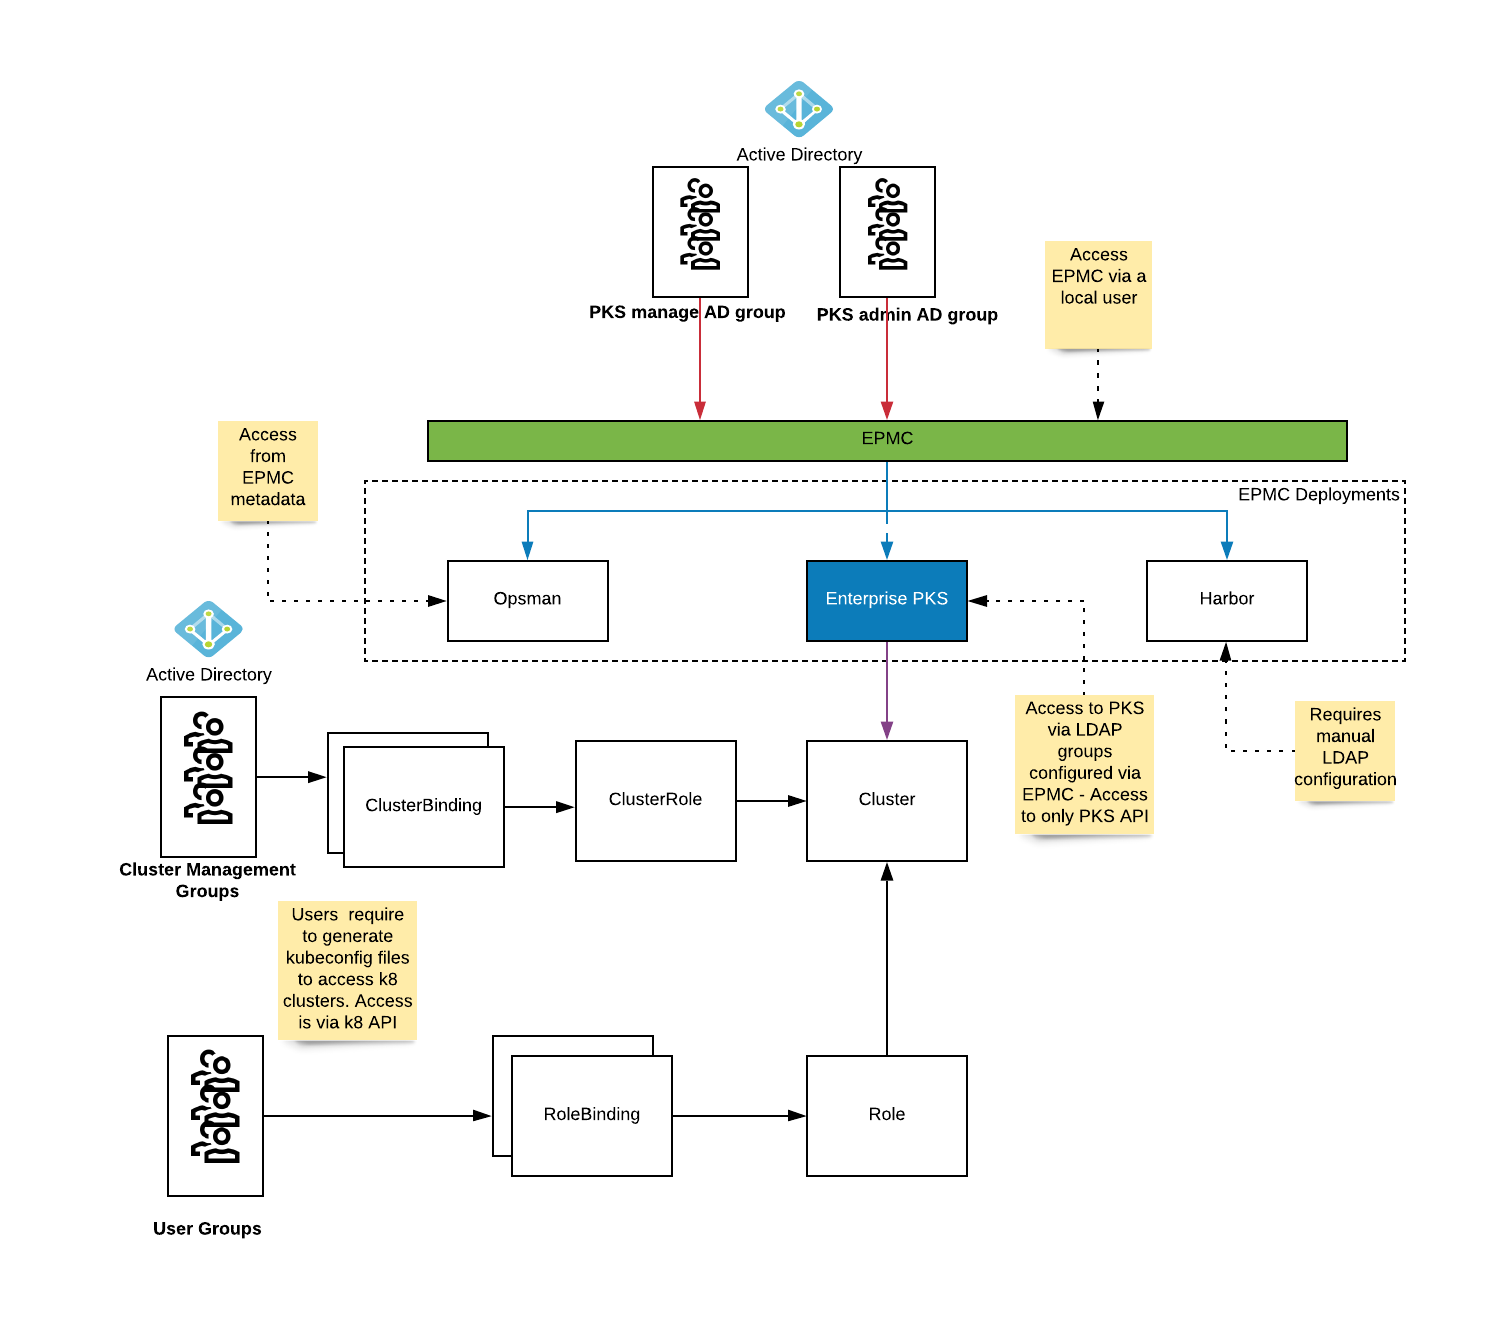 Active Directory
PKS manage AD group
PKS admin AD group
Access
EPMC via a
local user
EPMC
Access
from
EPMC
metadata
EPMC Deployments
Opsman
Enterprise PKS
Harbor
Active Directory
Cluster Management
Groups
ClusterBinding
ClusterRole
Cluster
Access to PKS
via LDAP
groups
configured via
EPMC - Access
to only PKS API
Requires
manual
LDAP
configuration
Users  require
to generate
kubeconfig files
to access k8
clusters. Access
is via k8 API
RoleBinding
Role
User Groups